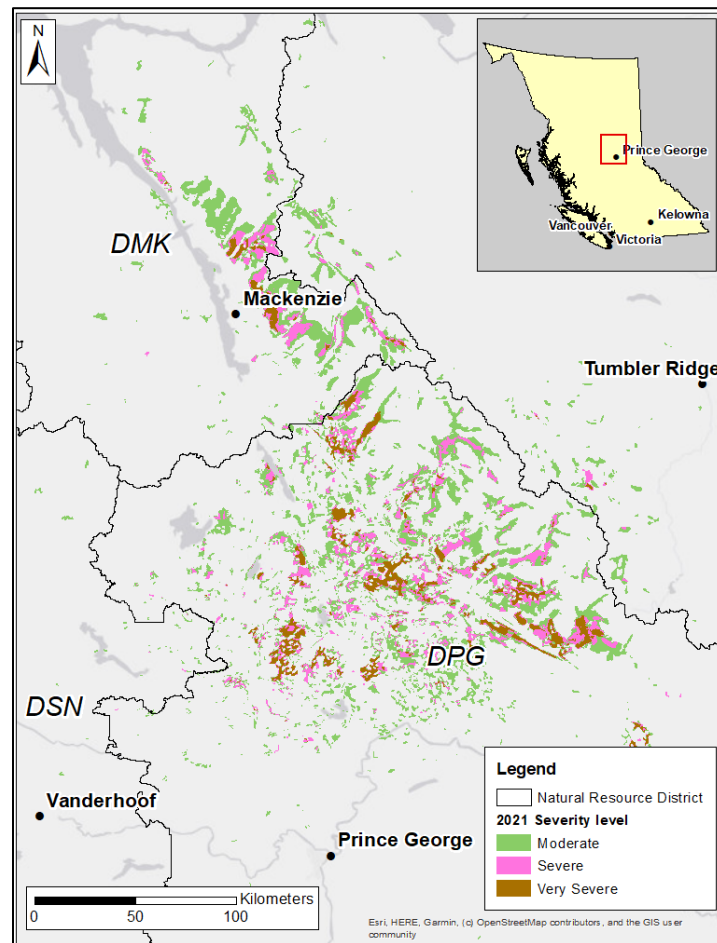 N
Prince George
Kelowna
Vancouver
Victoria
DMK
Mackenzie
Tumbler Ridge
DPG
DSN
Vanderhoof
Prince George
Legend
Natural Resource District
2021 Severity level
Moderate
Severe
Very Severe
Kilometers
0 50 100
Esri, HERE, Garmin, (c) OpenStreetMap contributors, and the GIS user
community